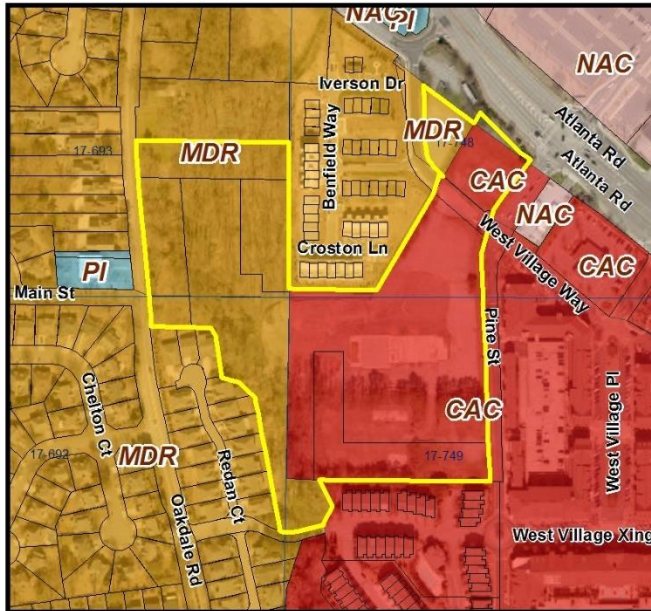 NAC
PI
NAC
Iverson Dr
Atlanta Rd
Atlanta Rd
Benfield Way
MDR
17-748
17-693
MDR
CAC
NAC
CAC
West Village Way
Croston Ln
PI
Main St
Pine St
Chelton Ct
CAC
West Village Pl
17-692
MDR
Redan Ct
17-749
Oakdale Rd
West Village Xing